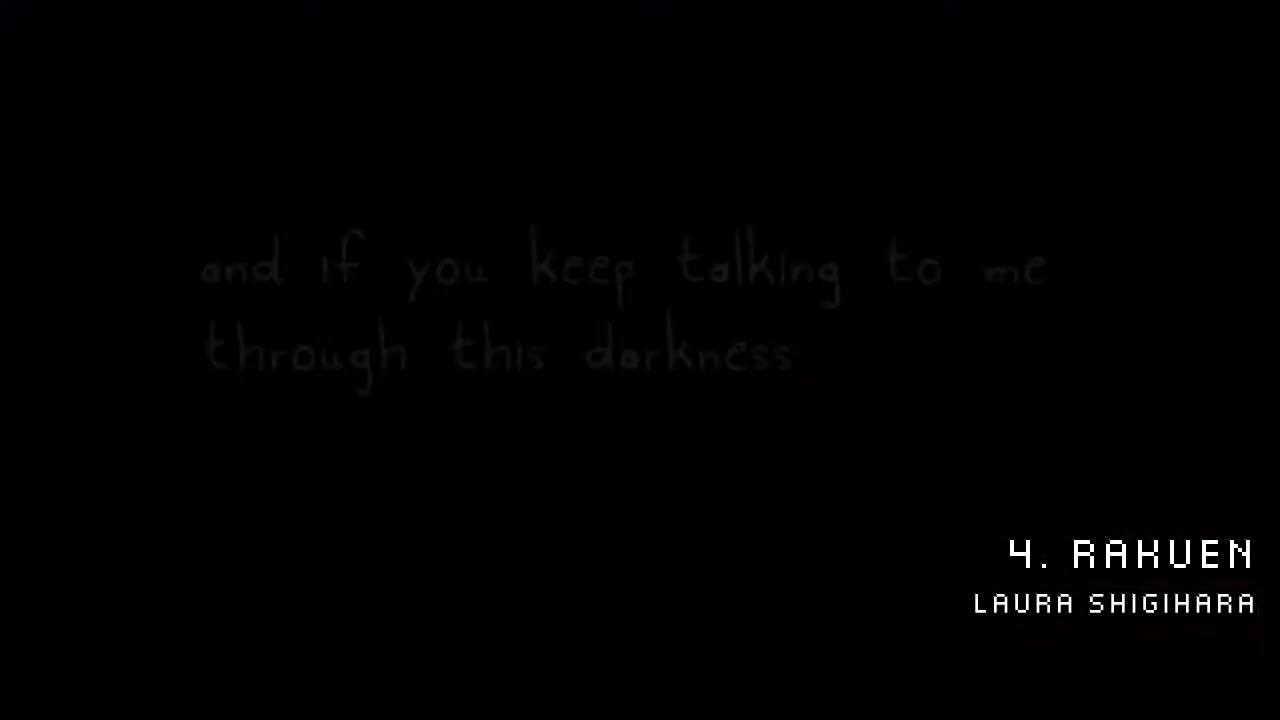 and if you keep talking to me
through this darkness
4. RAKUEN
LAURA SHIGIHARA